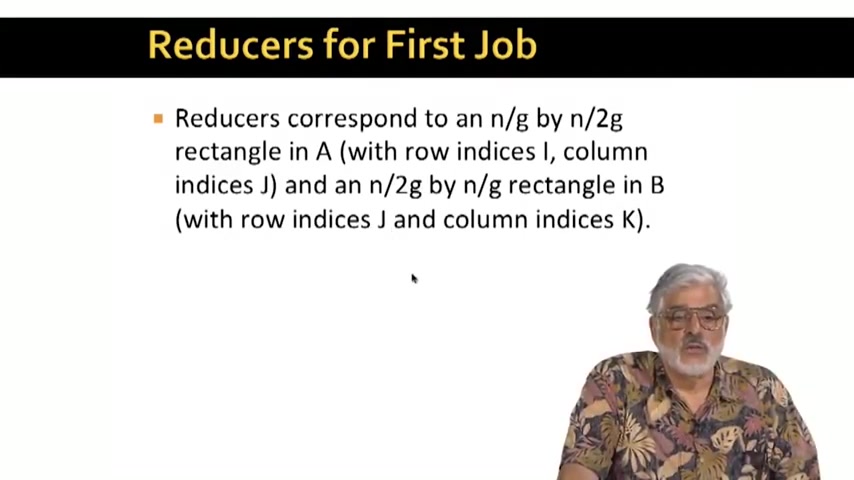 Reducers for First Job
Reducers correspond to an n/g by n/2g
rectangle in A (with row indices I, column
indices J) and an n/2g by n/g rectangle in B
(with row indices J and column indices K).